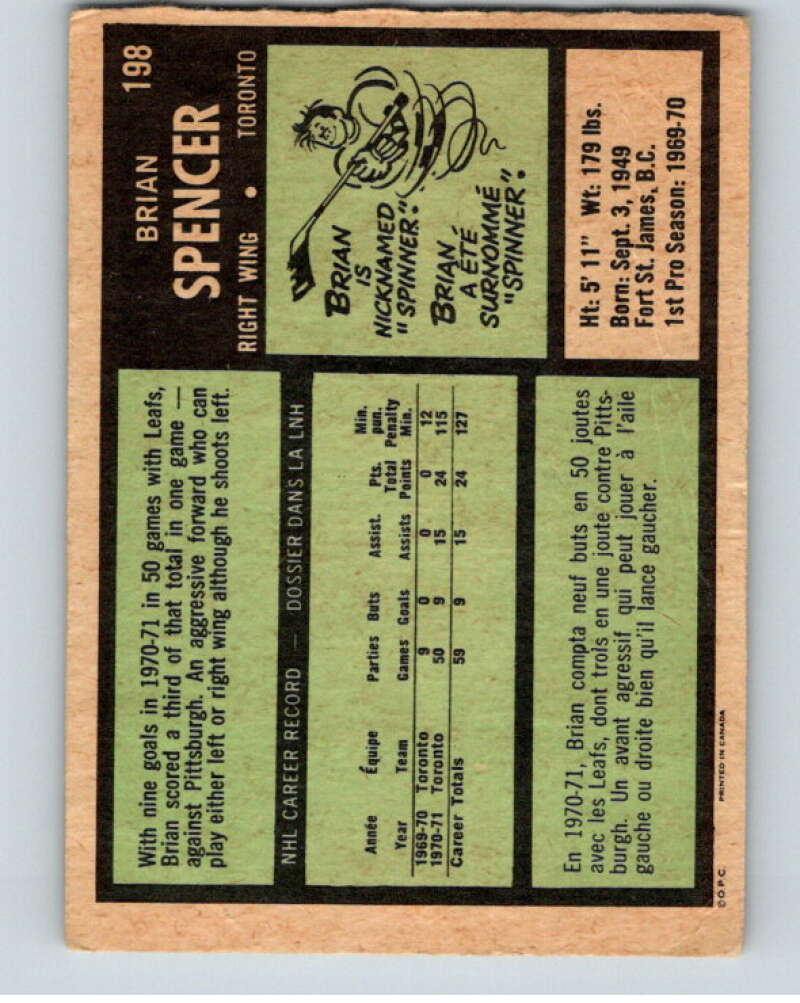 198
BRIAN
SPENCER
RIGHT WING • TORONTO
BRIAN
IS
NICKNAMED
"SPINNER".
BRIAN
A ÉTÉ
SURNOMMÉ
"SPINNER".
Ht: 5' 11" Wt: 179 lbs.
Born: Sept. 3, 1949
Fort St. James, B.C.
1st Pro Season: 1969-70
With nine goals in 1970-71 in 50 games with Leafs,
Brian scored a third of that total in one game —
against Pittsburgh. An aggressive forward who can
play either left or right wing although he shoots left.
NHL CAREER RECORD — DOSSIER DANS LA LNH
Année Équipe Parties Buts Assist. Pts. Min. pun.
Year Team Games Goals Assists Total Points Penalty Min.
1969-70 Toronto 9 0 0 0 12
1970-71 Toronto 50 9 15 24 115
Career Totals 59 9 15 24 127
En 1970-71, Brian compta neuf buts en 50 joutes
avec les Leafs, dont trois en une joute contre Pitts-
burgh. Un avant agressif qui peut jouer à l'aile
gauche ou droite bien qu'il lance gaucher.
©O.P.C. PRINTED IN CANADA